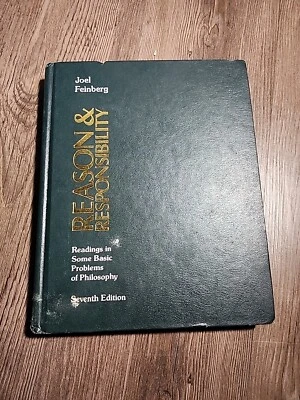 Joel
Feinberg
REASON &
RESPONSIBILITY
Readings in
Some Basic
Problems
of Philosophy
Seventh Edition